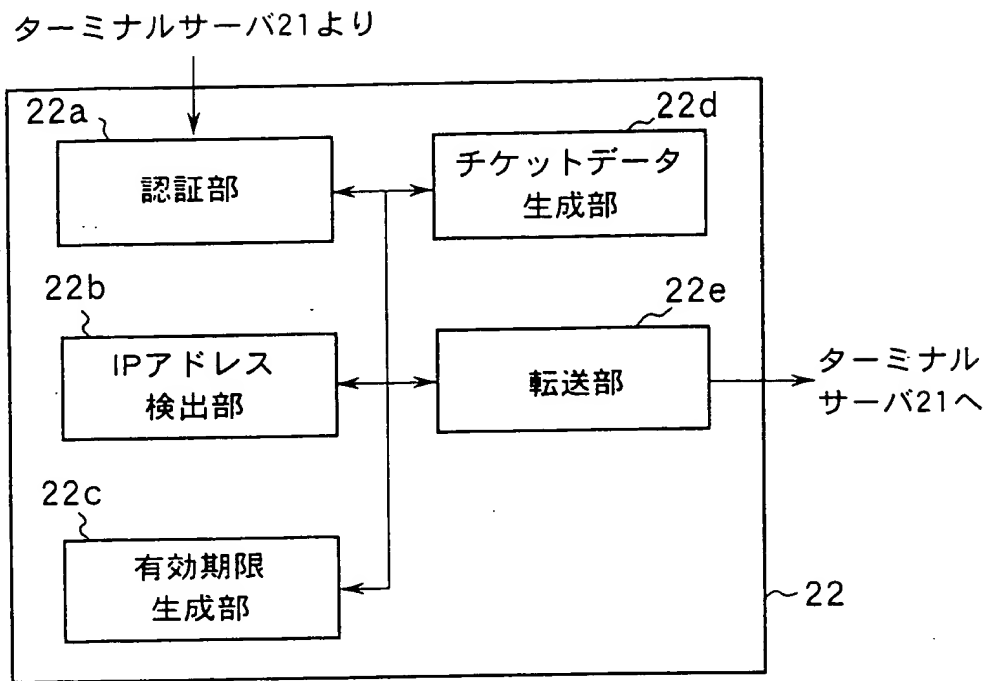 ターミナルサーバ21より
22a
認証部
22d
チケットデータ
生成部
22b
IPアドレス
検出部
22e
転送部
ターミナル
サーバ21へ
22c
有効期限
生成部
22